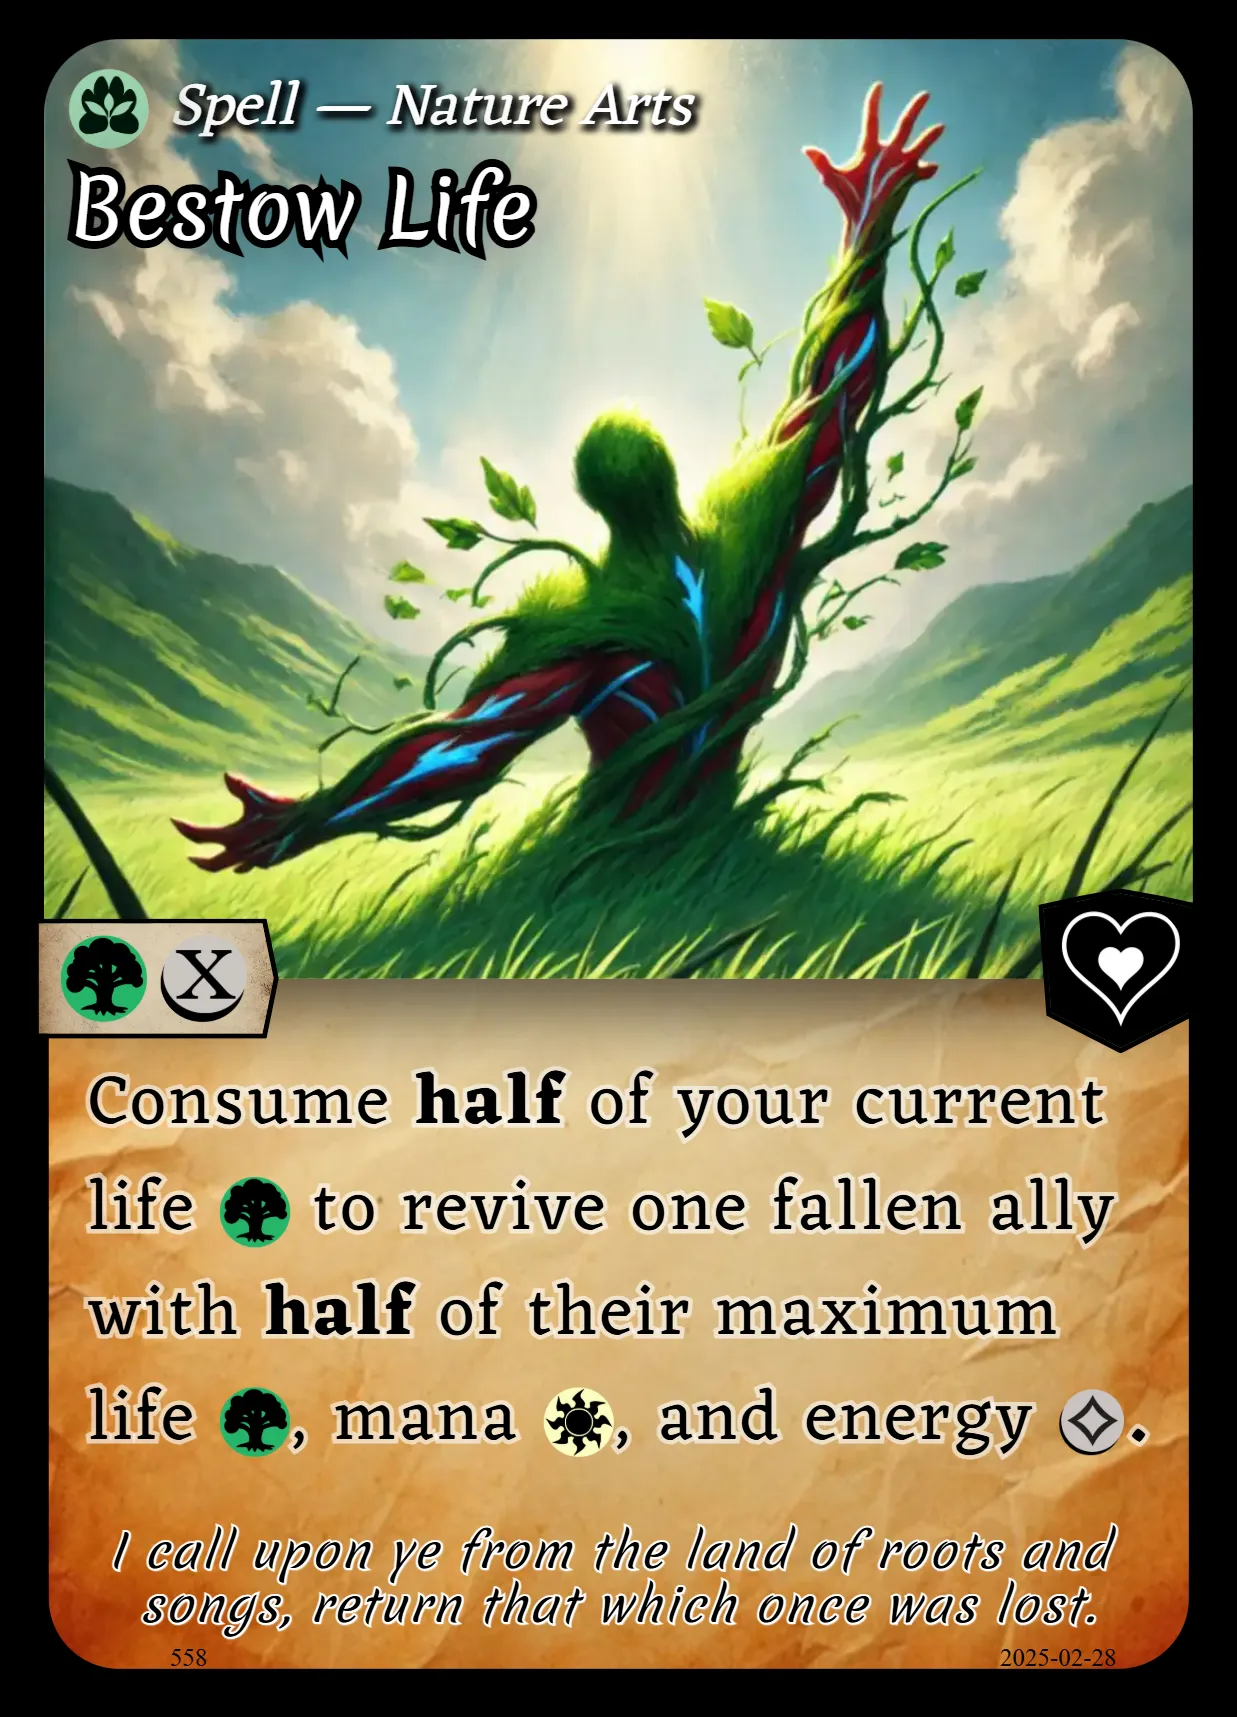 Spell — Nature Arts
Bestow Life
X
Consume half of your current
life to revive one fallen ally
with half of their maximum
life , mana , and energy .
I call upon ye from the land of roots and
songs, return that which once was lost.
558
2025-02-28